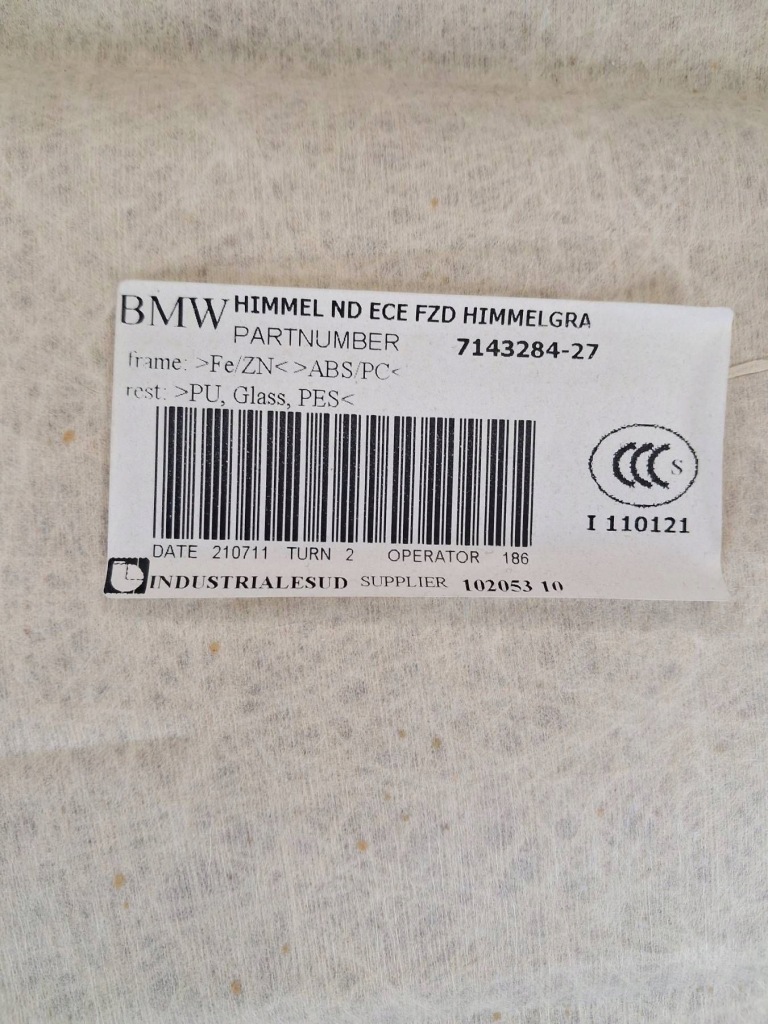 BMW HIMMEL ND ECE FZD HIMMELGRA
PARTNUMBER 7143284-27
frame: >Fe/ZN< >ABS/PC<
rest: >PU, Glass, PES<
CCC S
I 110121
DATE 210711 TURN 2 OPERATOR 186
INDUSTRIALESUD SUPPLIER 102053 10